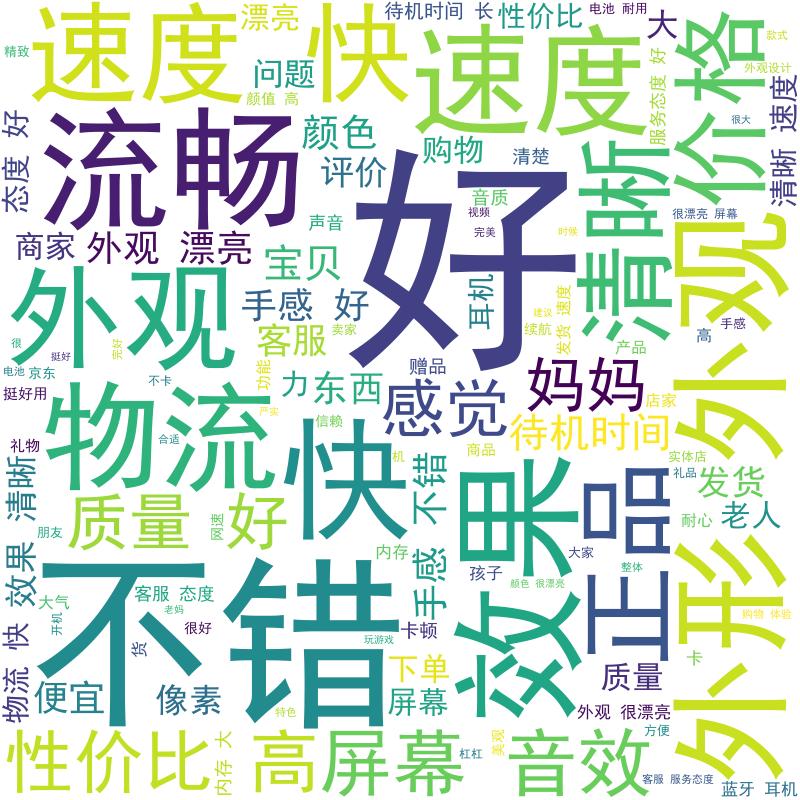 速度
漂亮
快
待机时间 长
性价比
电池 耐用
大
价格
款式
精致
问题
颜值 高
速度
服务态度 好
外观设计
很大
清晰 速度
态度 好
流畅
颜色
评价
购物
清楚
清晰
音质
视频
完美
时候
声音
好
很漂亮 屏幕
商家
外观 漂亮
宝贝
外观
手感 好
耳机
建议
续航
发货 速度
外观
高
手感
很
挺好
完好
客服
卖家
产品
电池
京东
不卡
功能
力
东西
赠品
感觉
妈妈
店家
挺好用
物流
严实
信赖
待机时间
礼物
合适
快
机
商品
实体店
礼品
清晰
质量
好
不错
效果
正品
发货
耐心
老人
朋友
网速
内存
大家
外形
效果
不错
手感
孩子
整体
大气
客服 态度
老妈
颜色 很漂亮
购物 体验
开机
货
很好
玩游戏
卡顿
卡
物流 快
便宜
像素
特色
下单
屏幕
质量
外观 很漂亮
方便
性价比
内存 大
高
屏幕
杠杠
美观
音效
客服 服务态度
蓝牙 耳机